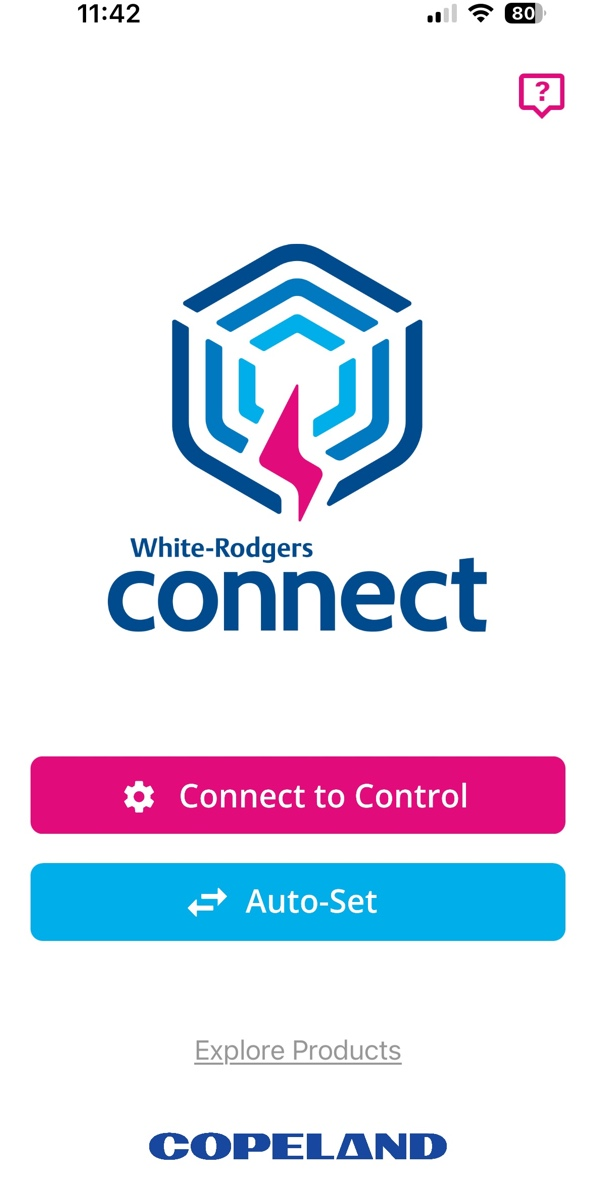 11:42
80
?
White-Rodgers
connect
Connect to Control
Auto-Set
Explore Products
COPELAND